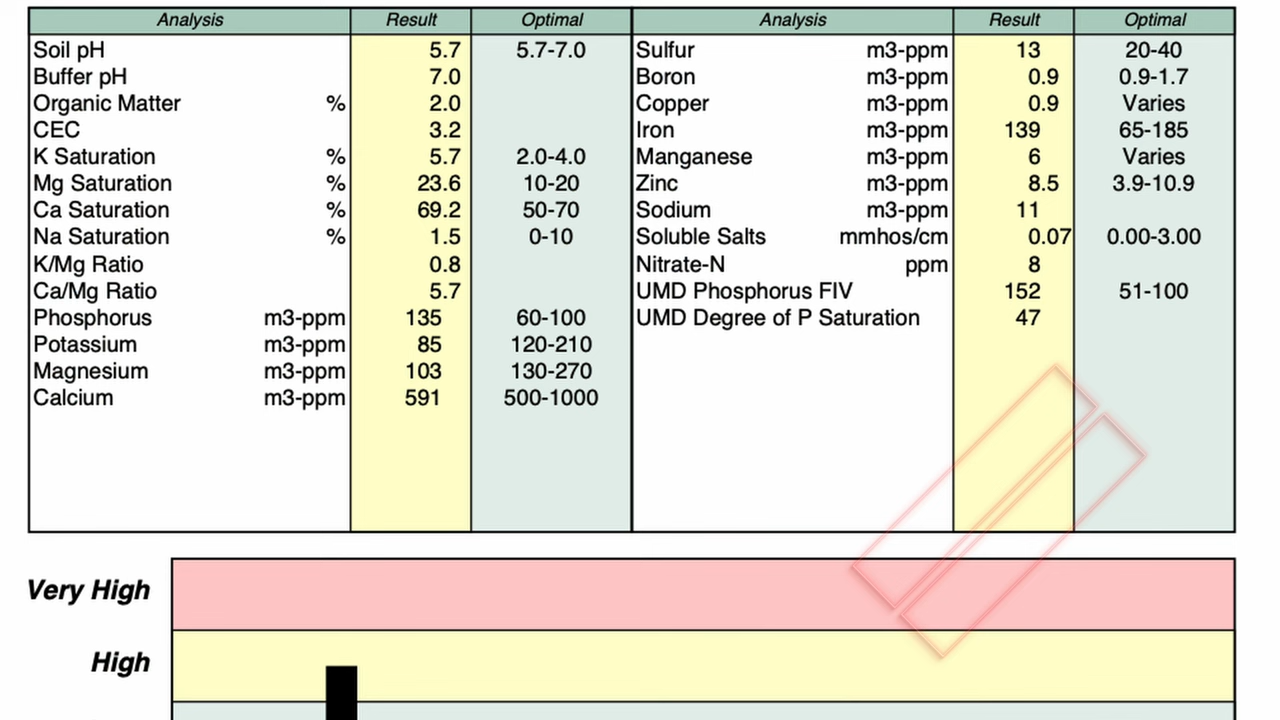 Analysis Result Optimal Analysis Result Optimal
Soil pH 5.7 5.7-7.0 Sulfur m3-ppm 13 20-40
Buffer pH 7.0 Boron m3-ppm 0.9 0.9-1.7
Organic Matter % 2.0 Copper m3-ppm 0.9 Varies
CEC 3.2 Iron m3-ppm 139 65-185
K Saturation % 5.7 2.0-4.0 Manganese m3-ppm 6 Varies
Mg Saturation % 23.6 10-20 Zinc m3-ppm 8.5 3.9-10.9
Ca Saturation % 69.2 50-70 Sodium m3-ppm 11
Na Saturation % 1.5 0-10 Soluble Salts mmhos/cm 0.07 0.00-3.00
K/Mg Ratio 0.8 Nitrate-N ppm 8
Ca/Mg Ratio 5.7 UMD Phosphorus FIV 152 51-100
Phosphorus m3-ppm 135 60-100 UMD Degree of P Saturation 47
Potassium m3-ppm 85 120-210
Magnesium m3-ppm 103 130-270
Calcium m3-ppm 591 500-1000
Very High
High